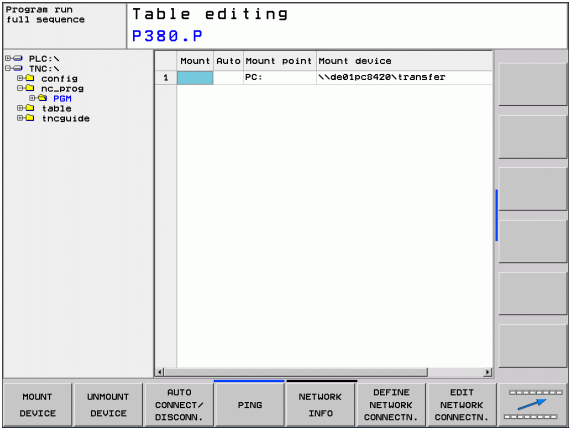 Program run
full sequence
Table editing
P380.P
PLC:\
TNC:\
config
nc_prog
PGM
table
tncguide
Mount Auto Mount point Mount device
1 PC: \\de01pc8420\transfer
MOUNT
DEVICE
UNMOUNT
DEVICE
AUTO
CONNECT/
DISCONN.
PING
NETWORK
INFO
DEFINE
NETWORK
CONNECTN.
EDIT
NETWORK
CONNECTN.